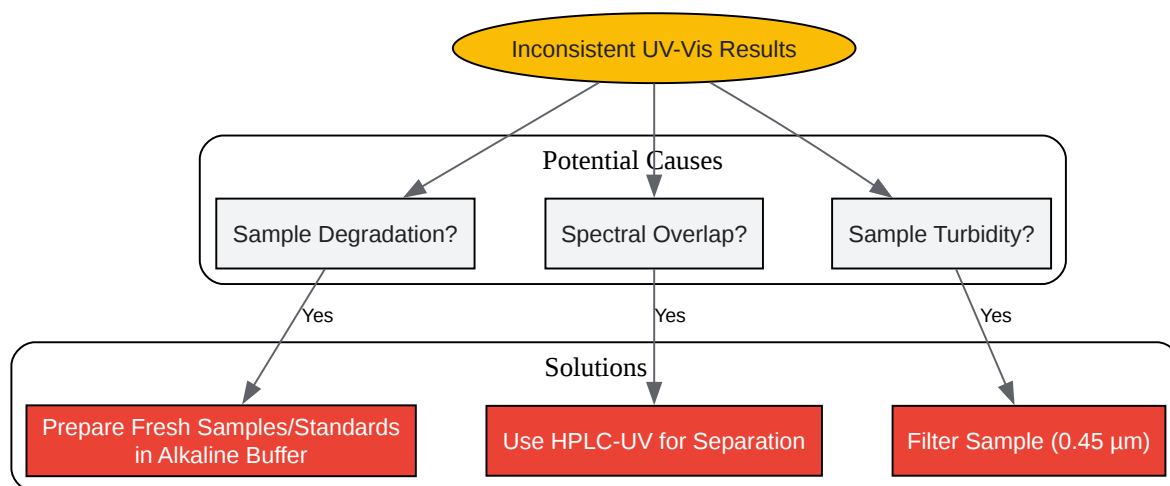 Inconsistent UV-Vis Results
Potential Causes
Sample Degradation?
Spectral Overlap?
Sample Turbidity?
Yes
Yes
Yes
Solutions
Prepare Fresh Samples/Standards
in Alkaline Buffer
Use HPLC-UV for Separation
Filter Sample (0.45 µm)